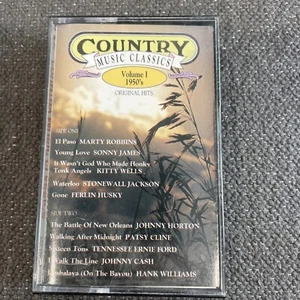 COUNTRY
MUSIC CLASSICS
Volume I
1950's
ORIGINAL HITS
SIDE ONE
El Paso MARTY ROBBINS
Young Love SONNY JAMES
It Wasn't God Who Made Honky
Tonk Angels KITTY WELLS
Waterloo STONEWALL JACKSON
Gone FERLIN HUSKY
SIDE TWO
The Battle Of New Orleans JOHNNY HORTON
Walking After Midnight PATSY CLINE
Sixteen Tons TENNESSEE ERNIE FORD
I Walk The Line JOHNNY CASH
Jambalaya (On The Bayou) HANK WILLIAMS